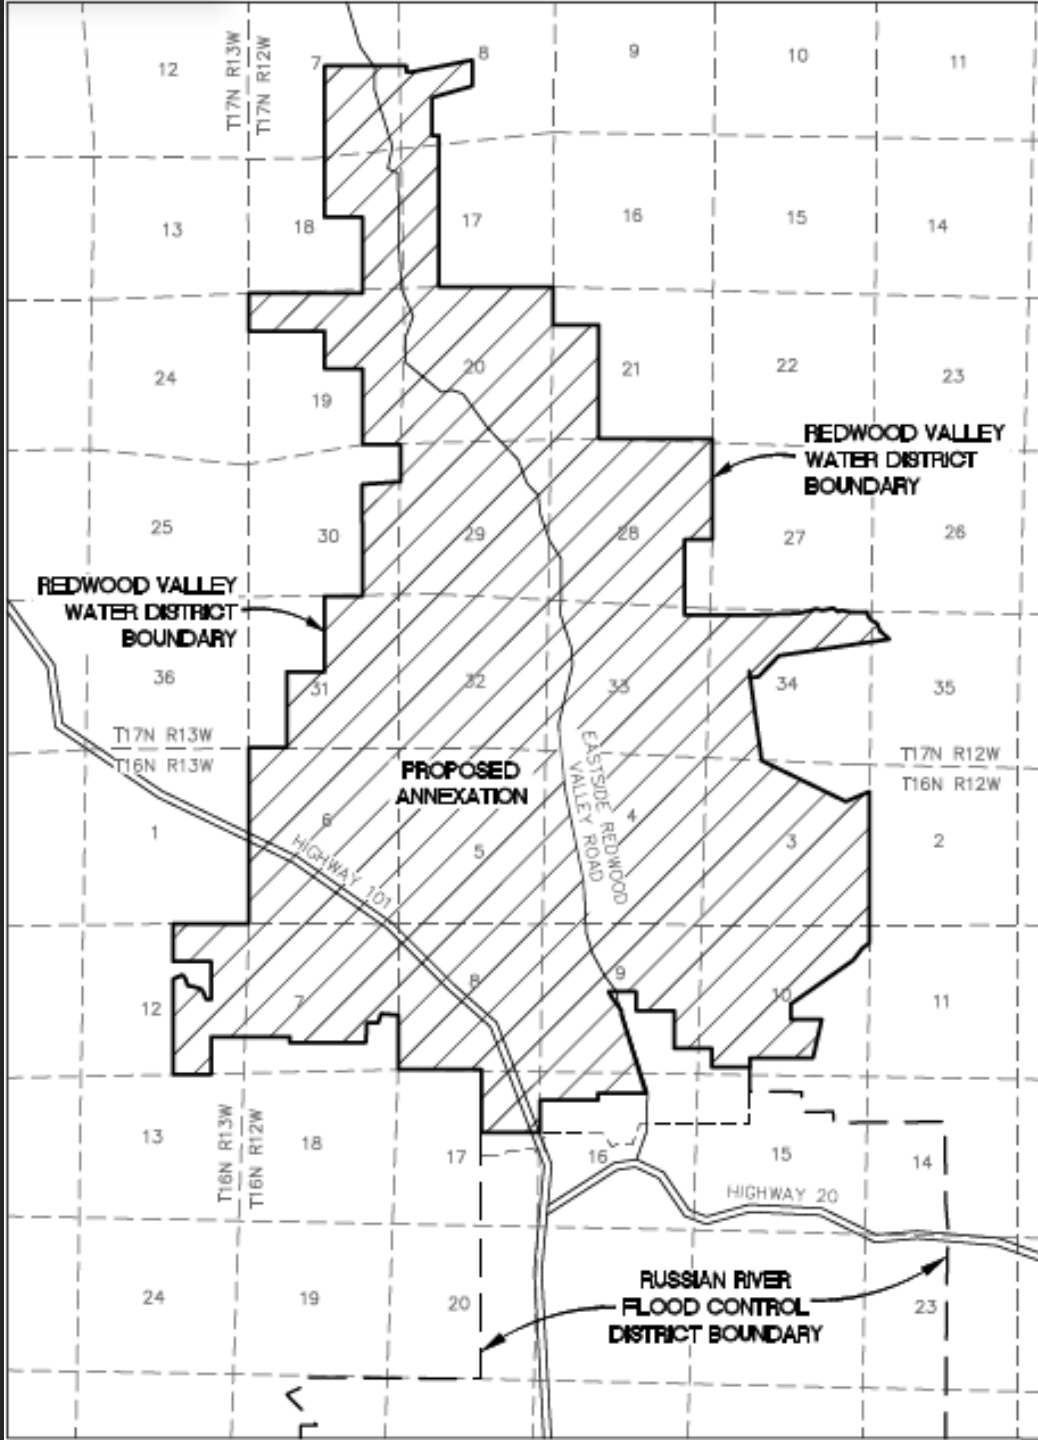 7
8
9
10
11
12
T17N R13W
T17N R12W
13
18
17
16
15
14
24
19
20
21
22
23
REDWOOD VALLEY
WATER DISTRICT
BOUNDARY
25
30
29
28
27
26
REDWOOD VALLEY
WATER DISTRICT
BOUNDARY
36
31
32
33
34
35
T17N R13W
T16N R13W
T17N R12W
T16N R12W
PROPOSED
ANNEXATION
EASTSIDE REDWOOD
VALLEY ROAD
1
6
5
4
3
2
HIGHWAY 101
12
7
8
9
10
11
T16N R13W
T16N R12W
13
18
17
16
15
14
HIGHWAY 20
RUSSIAN RIVER
FLOOD CONTROL
DISTRICT BOUNDARY
24
19
20
23